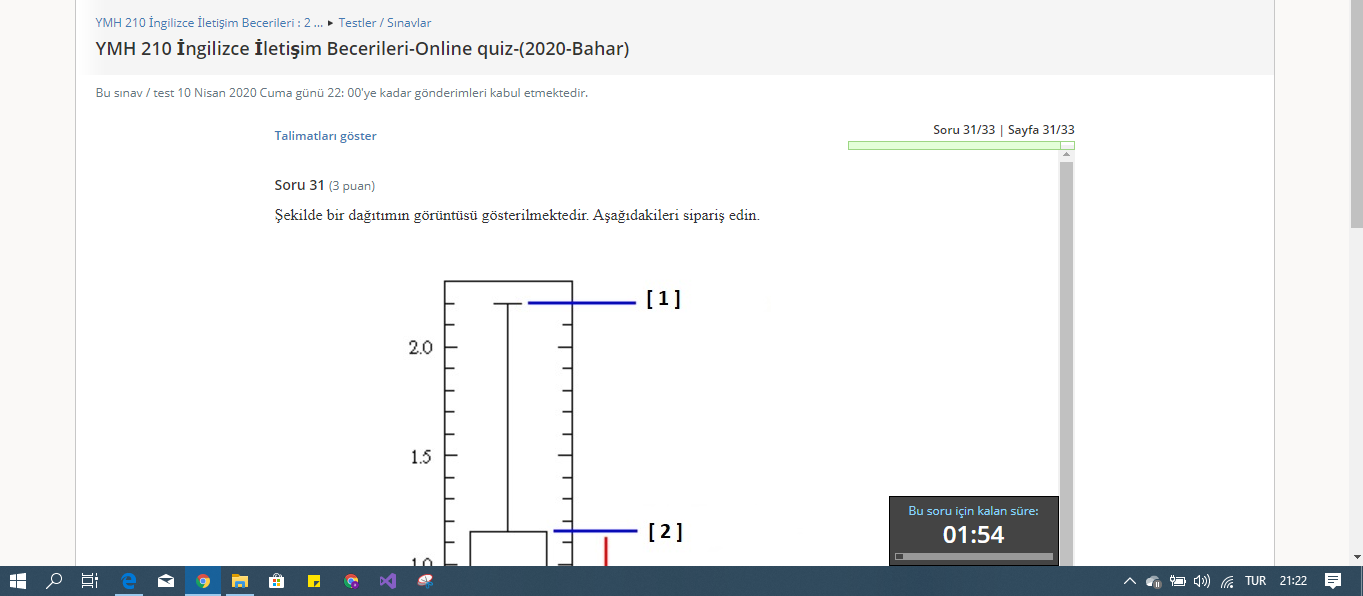 YMH 210 İngilizce İletişim Becerileri : 2 ... ▸ Testler / Sınavlar
YMH 210 İngilizce İletişim Becerileri-Online quiz-(2020-Bahar)
Bu sınav / test 10 Nisan 2020 Cuma günü 22: 00'ye kadar gönderimleri kabul etmektedir.
Talimatları göster
Soru 31/33 | Sayfa 31/33
Soru 31 (3 puan)
Şekilde bir dağıtımın görüntüsü gösterilmektedir. Aşağıdakileri sipariş edin.
[ 1 ]
2.0
1.5
[ 2 ]
1.0
Bu soru için kalan süre:
01:54
TUR
21:22